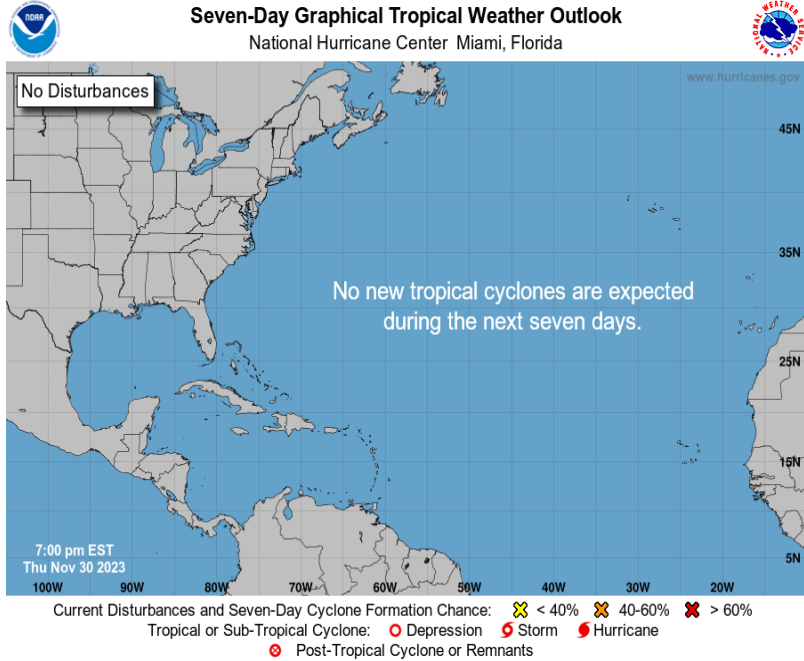 NOAA
Seven-Day Graphical Tropical Weather Outlook
National Hurricane Center Miami, Florida
NATIONAL WEATHER SERVICE
No Disturbances
www.hurricanes.gov
45N
35N
No new tropical cyclones are expected
during the next seven days.
25N
15N
5N
7:00 pm EST
Thu Nov 30 2023
100W 90W 80W 70W 60W 50W 40W 30W 20W
Current Disturbances and Seven-Day Cyclone Formation Chance: < 40% 40-60% > 60%
Tropical or Sub-Tropical Cyclone: Depression Storm Hurricane
Post-Tropical Cyclone or Remnants